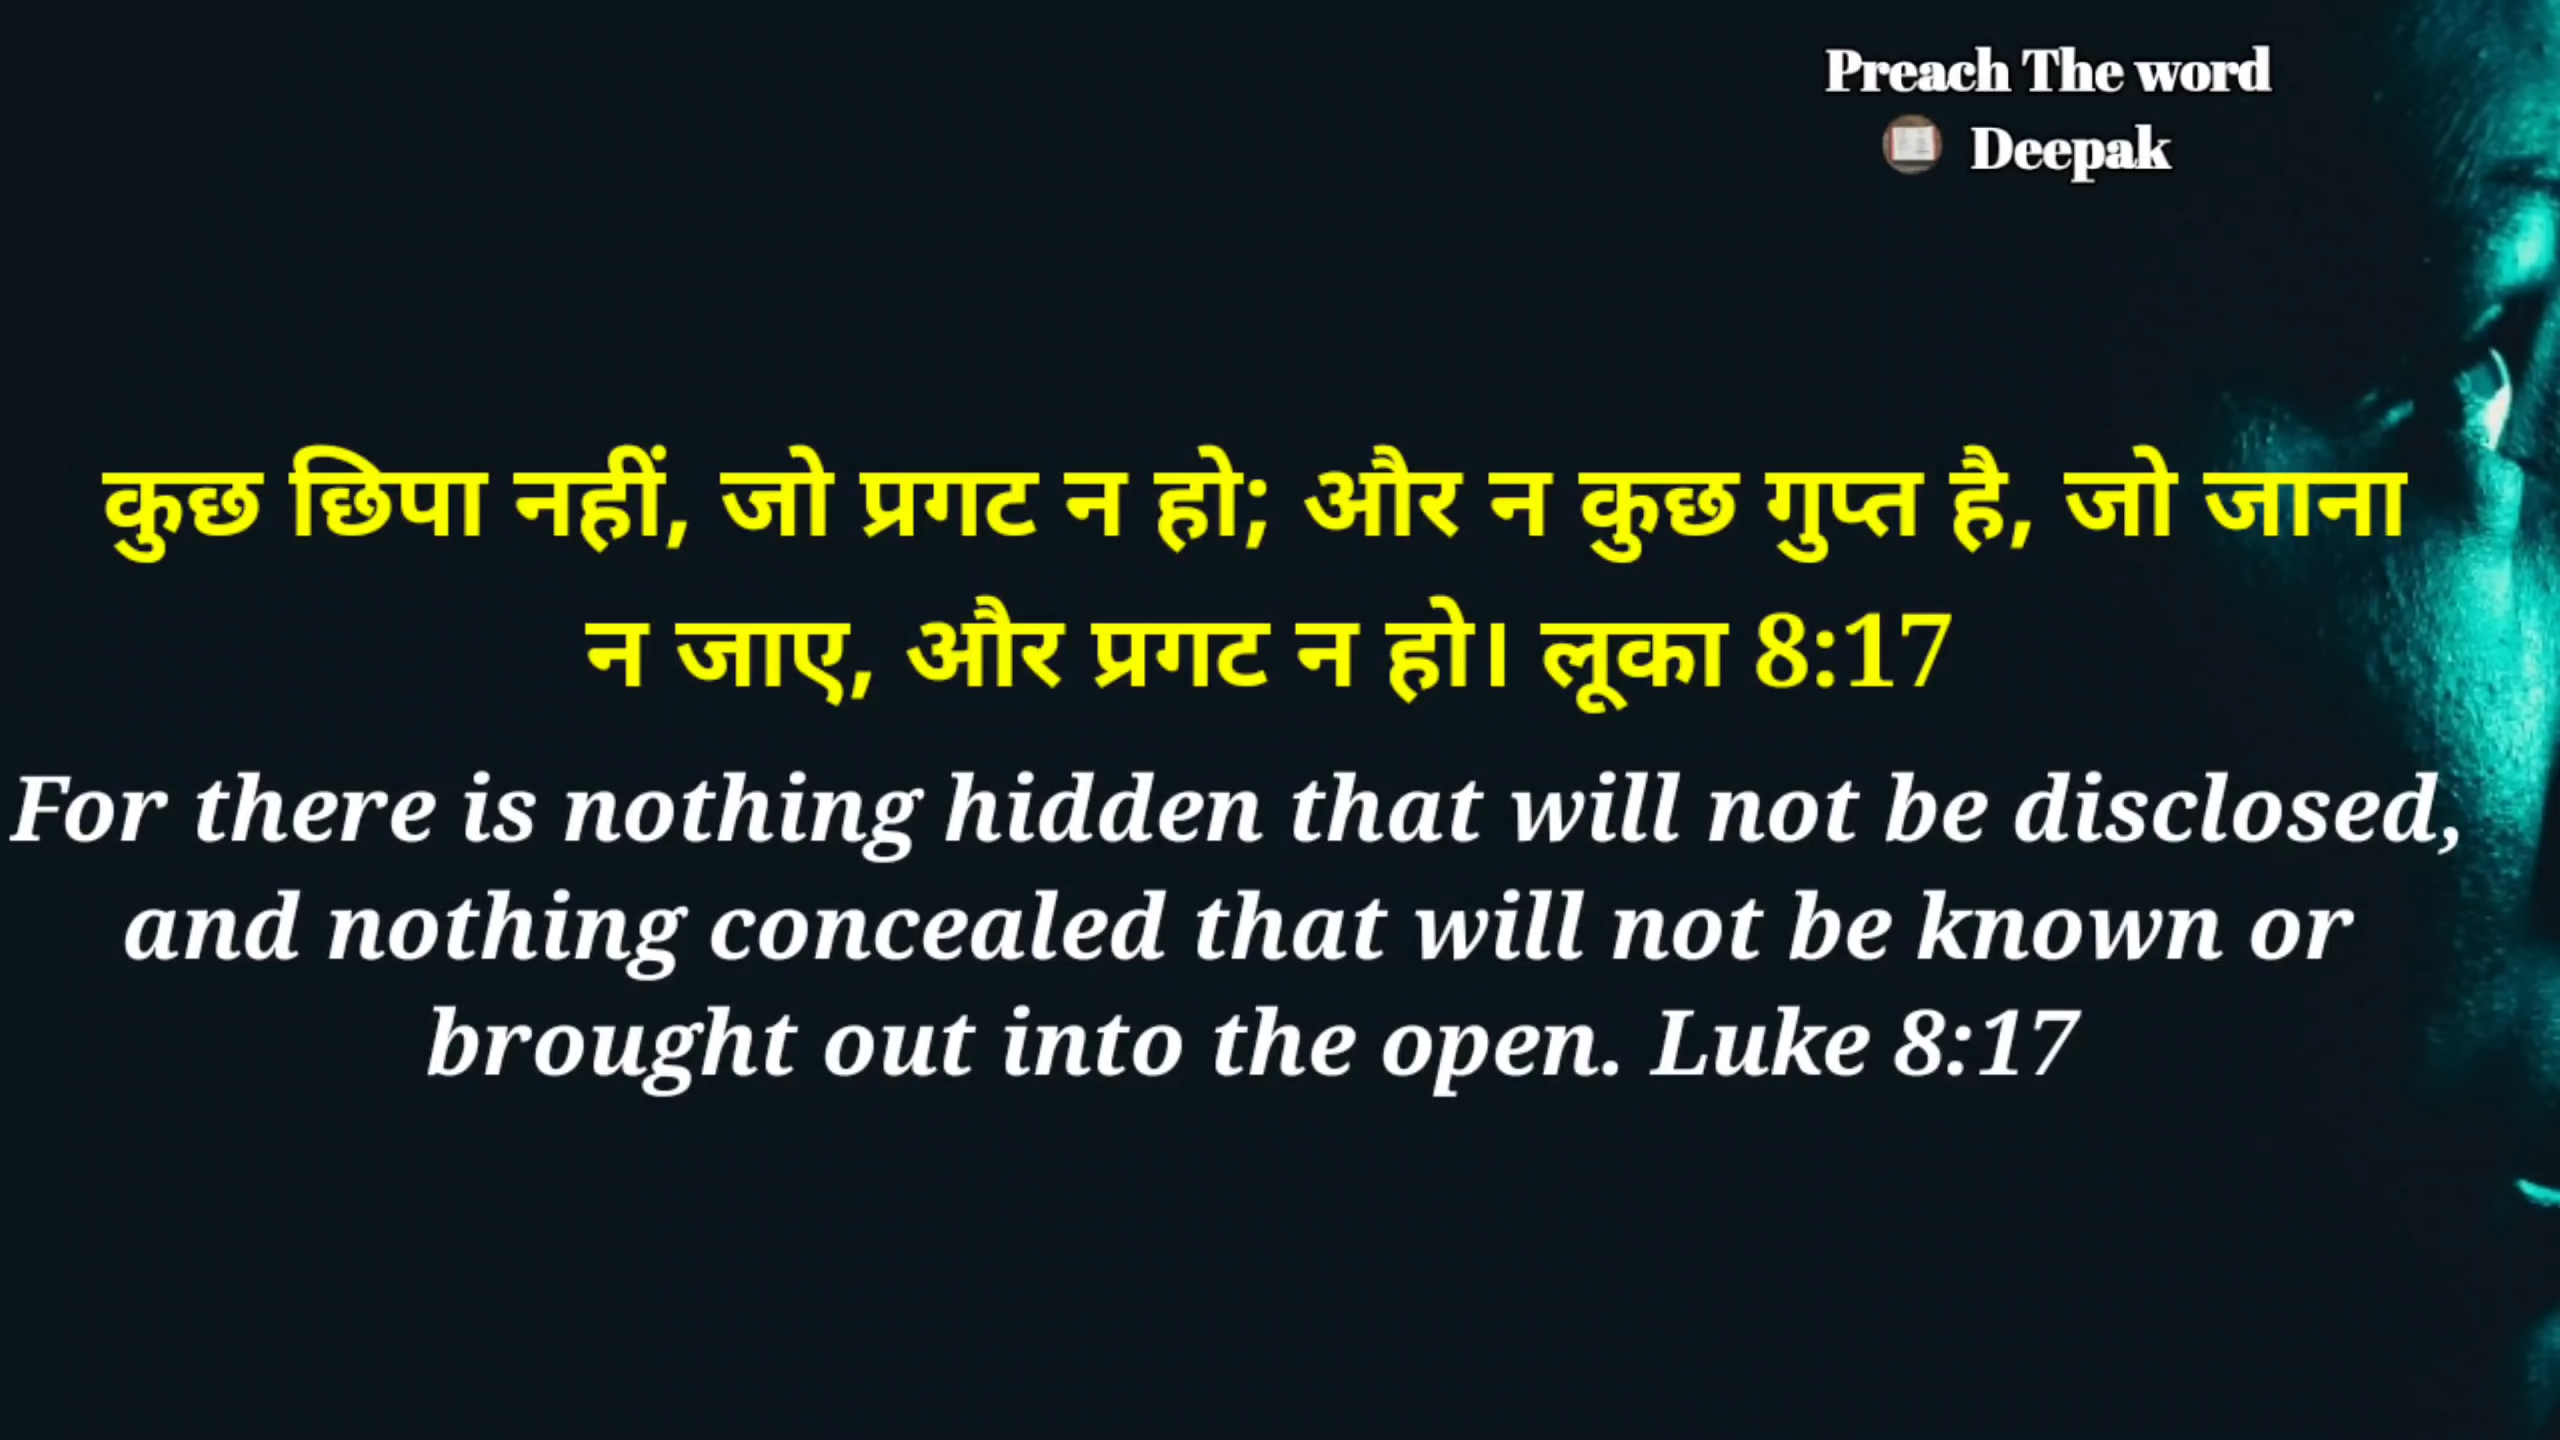 Preach The word
Deepak
कुछ छिपा नहीं, जो प्रगट न हो; और न कुछ गुप्त है, जो जाना
न जाए, और प्रगट न हो। लूका 8:17
For there is nothing hidden that will not be disclosed,
and nothing concealed that will not be known or
brought out into the open. Luke 8:17